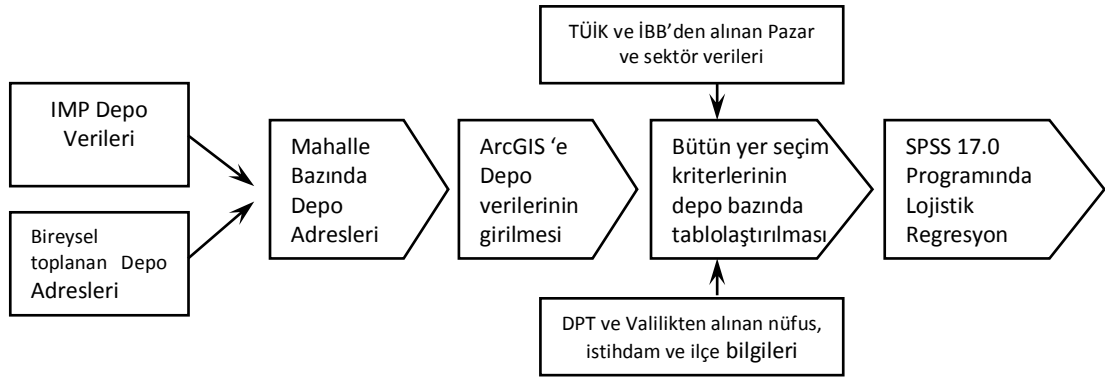 IMP Depo
Verileri
Bireysel
toplanan Depo
Adresleri
Mahalle
Bazında
Depo
Adresleri
ArcGIS ‘e
Depo
verilerinin
girilmesi
TÜİK ve İBB’den alınan Pazar
ve sektör verileri
Bütün yer seçim
kriterlerinin
depo bazında
tablolaştırılması
DPT ve Valilikten alınan nüfus,
istihdam ve ilçe bilgileri
SPSS 17.0
Programında
Lojistik
Regresyon